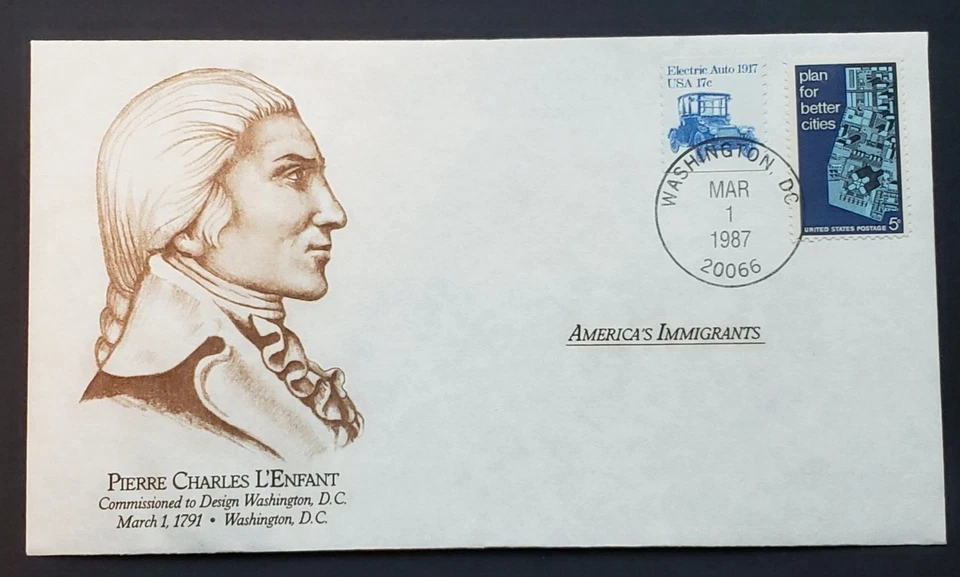 Electric Auto 1917
USA 17c
plan
for
better
cities
UNITED STATES POSTAGE 5c
WASHINGTON, DC
MAR
1
1987
20066
AMERICA'S IMMIGRANTS
PIERRE CHARLES L'ENFANT
Commissioned to Design Washington, D.C.
March 1, 1791 • Washington, D.C.